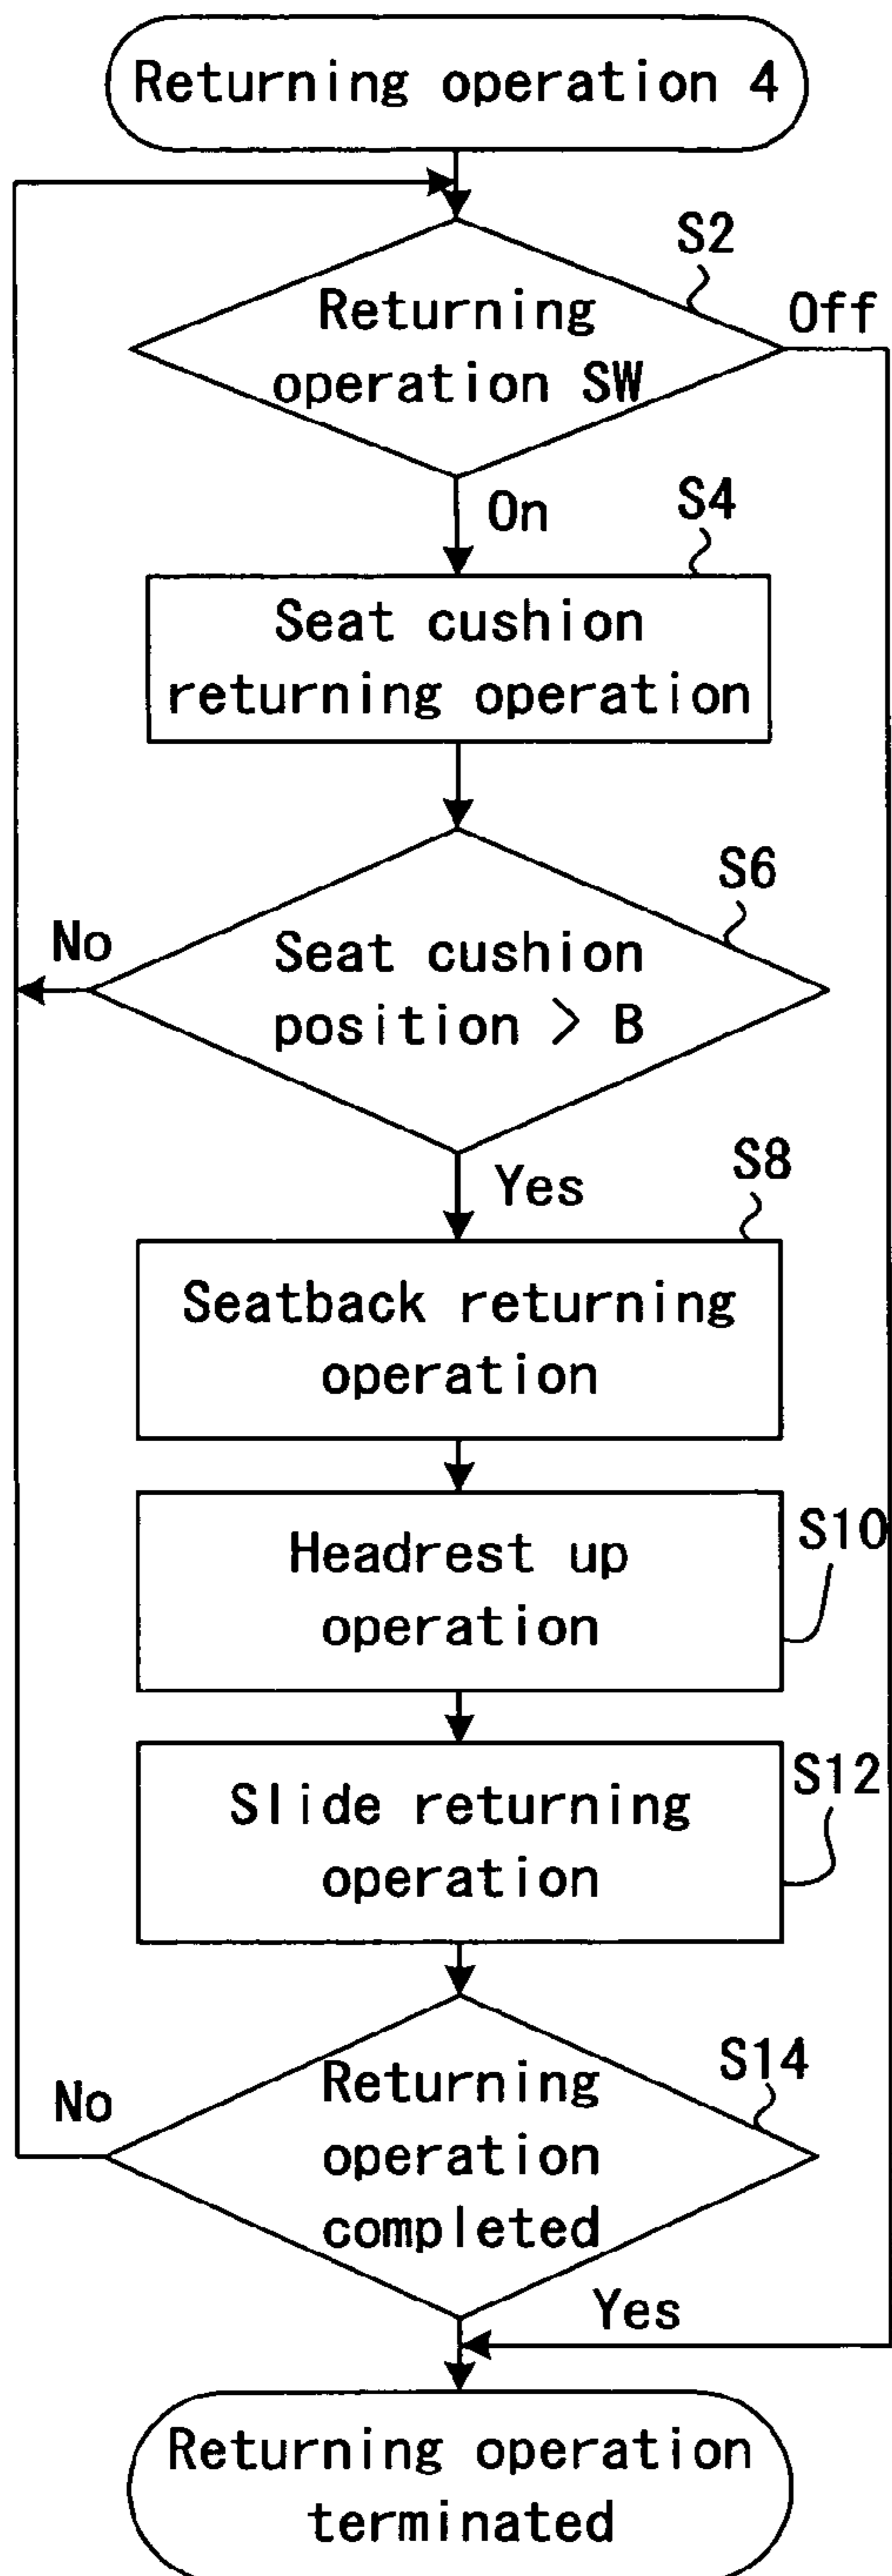 Returning operation 4
S2
Returning
operation SW
Off
On
S4
Seat cushion
returning operation
S6
No
Seat cushion
position > B
Yes
S8
Seatback returning
operation
S10
Headrest up
operation
S12
Slide returning
operation
S14
No
Returning
operation
completed
Yes
Returning operation
terminated